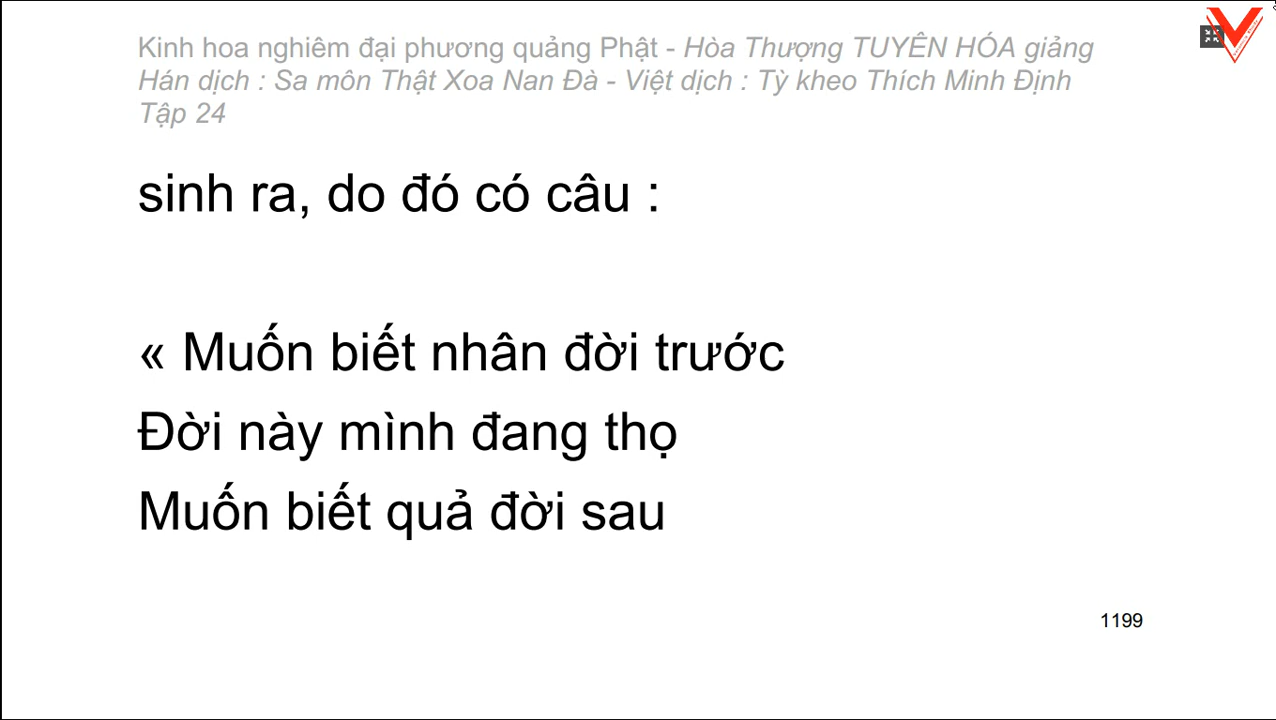 Kinh hoa nghiêm đại phương quảng Phật - Hòa Thượng TUYÊN HÓA giảng
Hán dịch : Sa môn Thật Xoa Nan Đà - Việt dịch : Tỳ kheo Thích Minh Định
Tập 24
sinh ra, do đó có câu :
« Muốn biết nhân đời trước
Đời này mình đang thọ
Muốn biết quả đời sau
1199